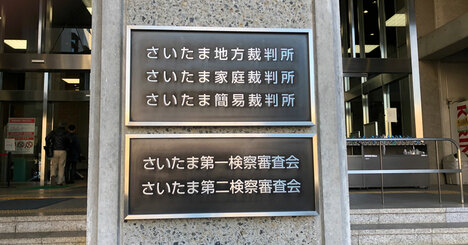 さいたま地方裁判所
さいたま家庭裁判所
さいたま簡易裁判所
さいたま第一検察審査会
さいたま第二検察審査会